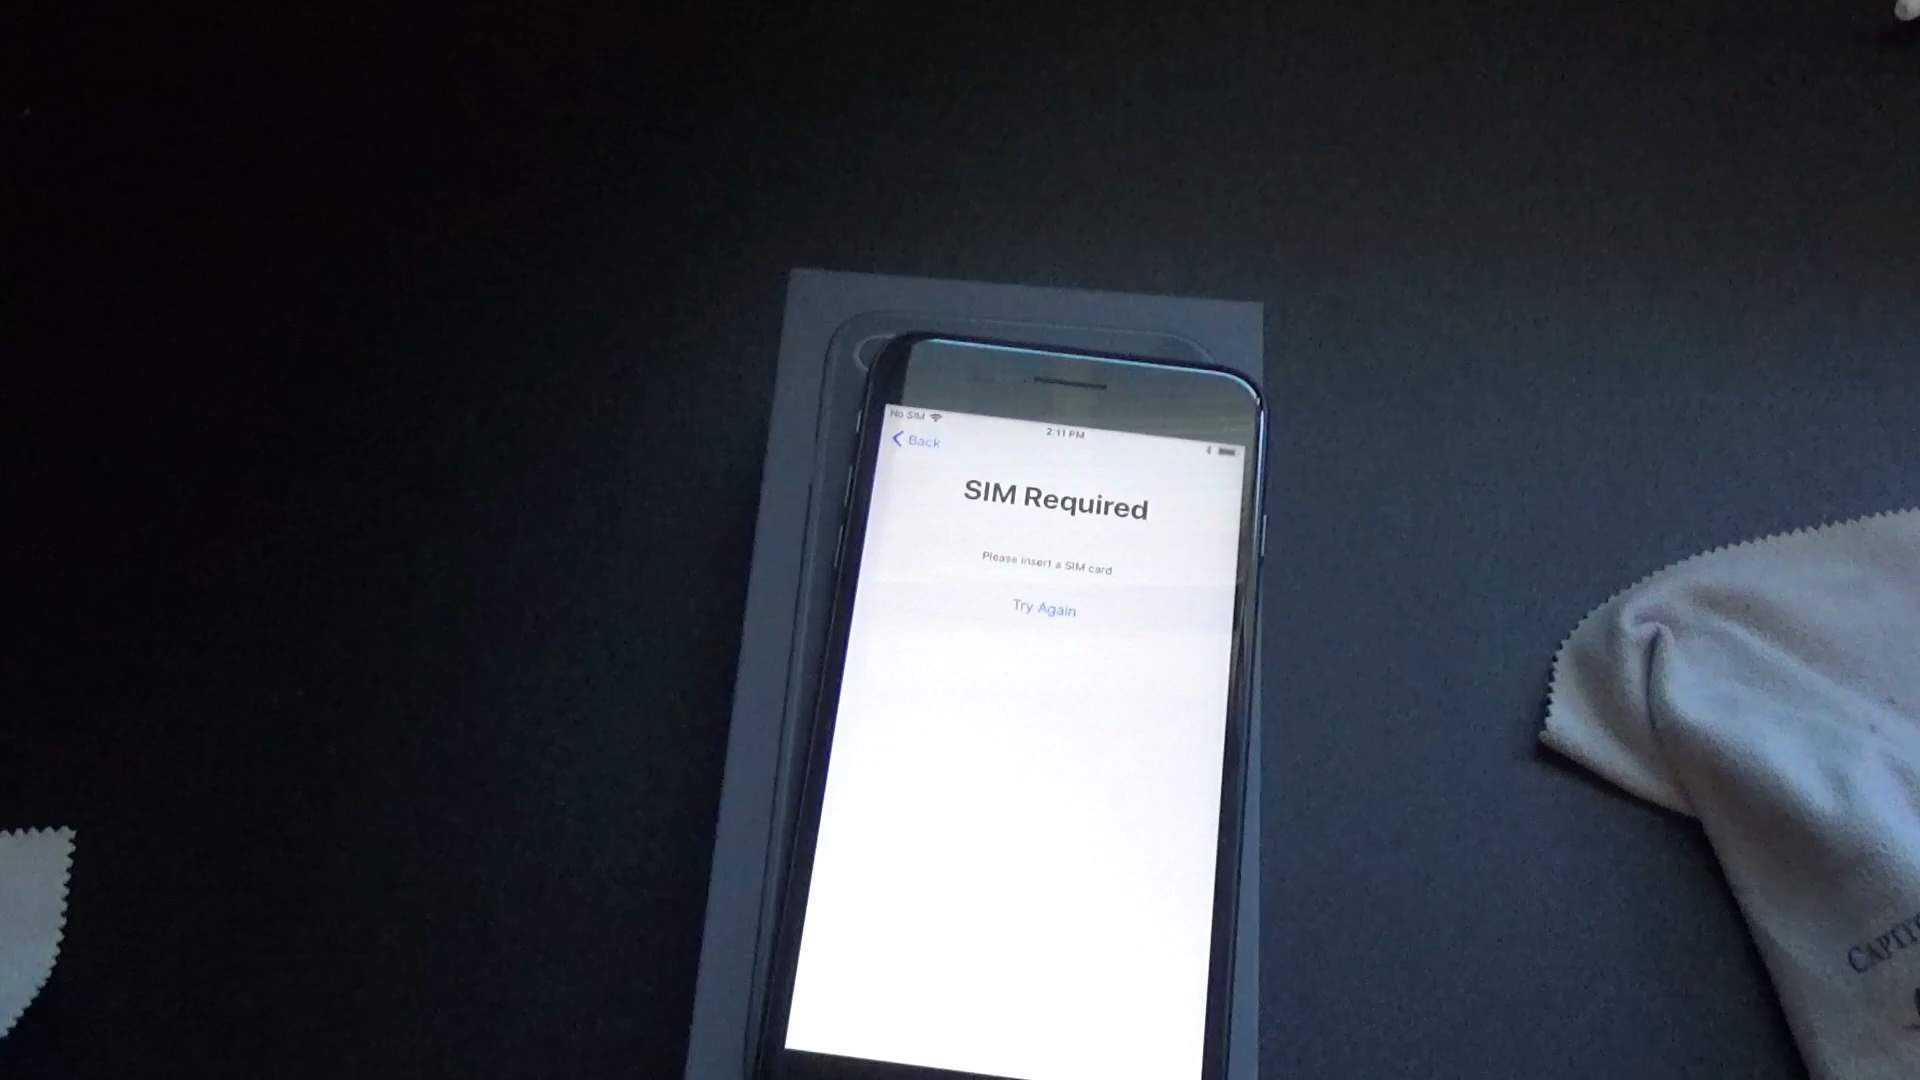 No SIM
2:11 PM
Back
SIM Required
Please insert a SIM card
Try Again